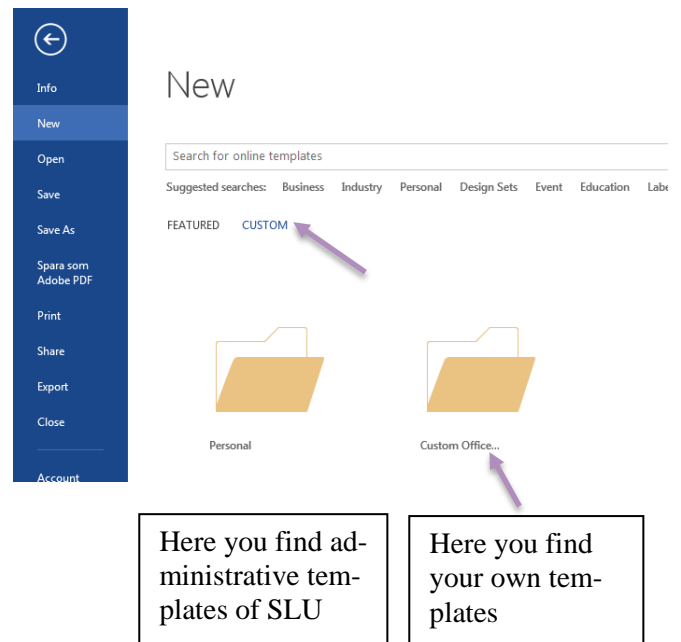 Info
New
Open
Save
Save As
Spara som
Adobe PDF
Print
Share
Export
Close
Account
New
Search for online templates
Suggested searches: Business Industry Personal Design Sets Event Education Labe
FEATURED CUSTOM
Personal Custom Office...
Here you find ad-
ministrative tem-
plates of SLU
Here you find
your own tem-
plates